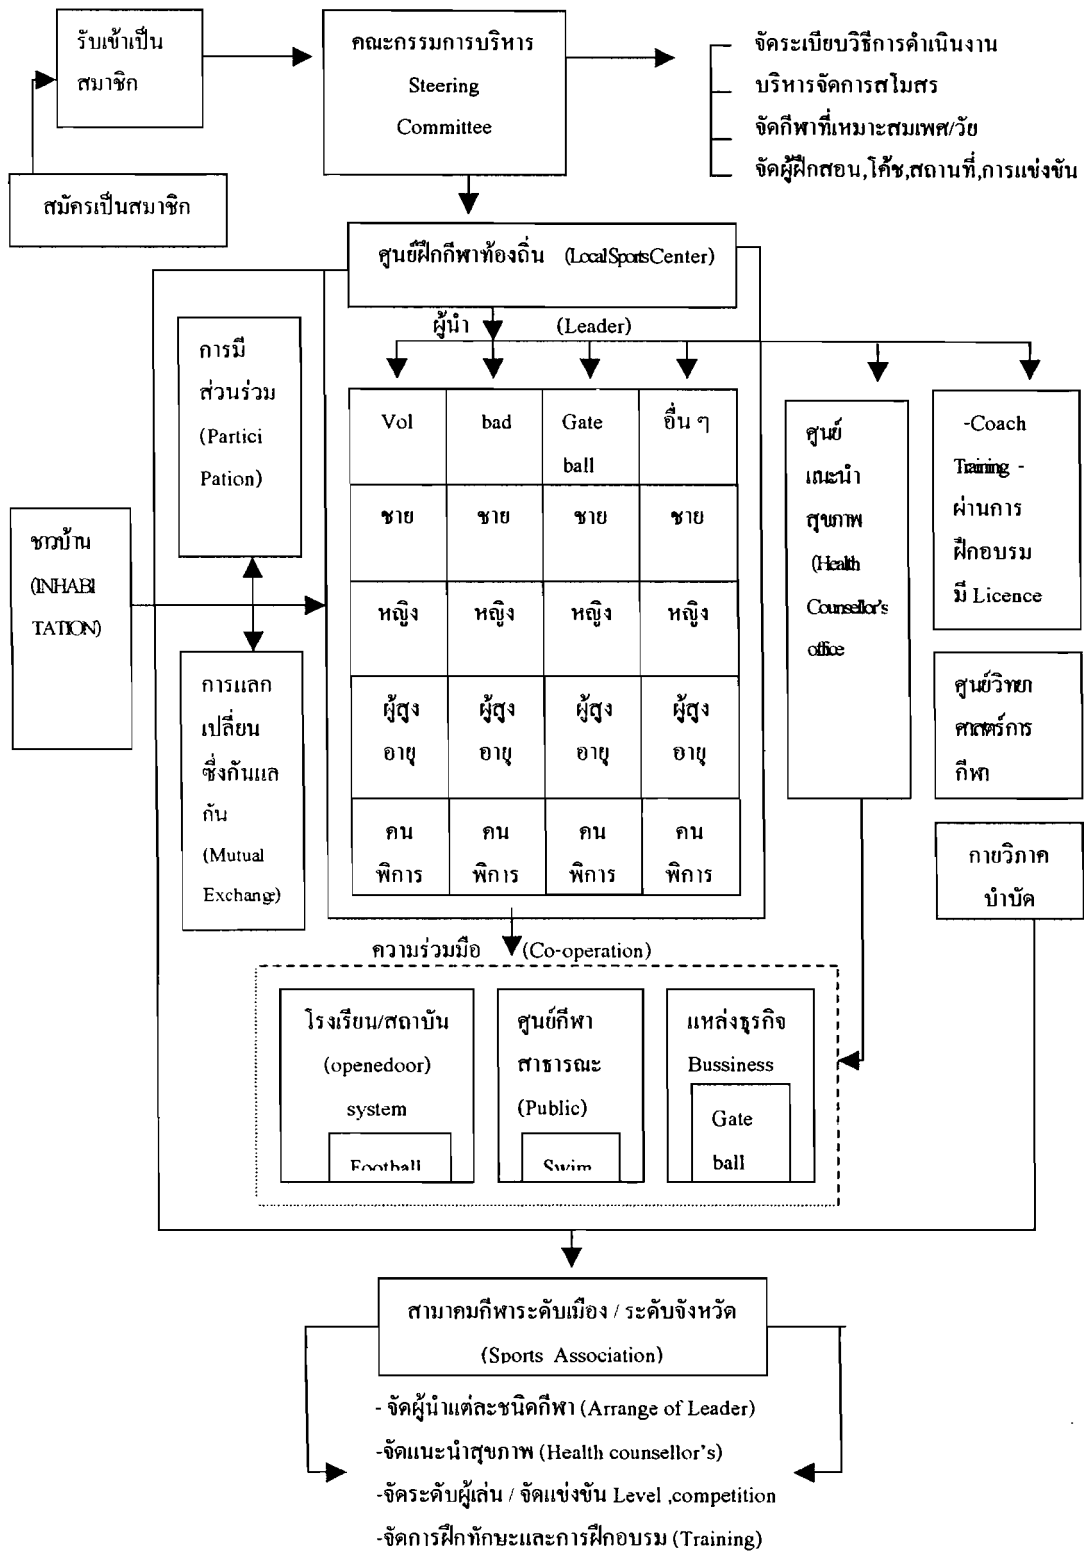 รับเข้าเป็น
สมาชิก
สมัครเป็นสมาชิก
คณะกรรมการบริหาร
Steering
Committee
จัดระเบียบวิธีการดำเนินงาน
บริหารจัดการสโมสร
จัดกีฬาที่เหมาะสมเพศ/วัย
จัดผู้ฝึกสอน,โค้ช,สถานที่,การแข่งขัน
ศูนย์ฝึกกีฬาท้องถิ่น (LocalSportsCenter)
ผู้นำ (Leader)
การมี
ส่วนร่วม
(Partici
Pation)
ชาวบ้าน
(INHABI
TATION)
การแลก
เปลี่ยน
ซึ่งกันแล
กัน
(Mutual
Exchange)
Vol bad Gate อื่น ๆ
ball
ชาย ชาย ชาย ชาย
หญิง หญิง หญิง หญิง
ผู้สูง ผู้สูง ผู้สูง ผู้สูง
อายุ อายุ อายุ อายุ
คน คน คน คน
พิการ พิการ พิการ พิการ
ศูนย์
แนะนำ
สุขภาพ
(Health
Counsellor's
office
-Coach
Training -
ผ่านการ
ฝึกอบรม
มี Licence
ศูนย์วิทยา
ศาสตร์การ
กีฬา
กายวิภาค
บำบัด
ความร่วมมือ (Co-operation)
โรงเรียน/สถาบัน
(openedoor)
system
Football
ศูนย์กีฬา
สาธารณะ
(Public)
Swim
แหล่งธุรกิจ
Bussiness
Gate
ball
สามาคมกีฬาระดับเมือง / ระดับจังหวัด
(Sports Association)
- จัดผู้นำแต่ละชนิดกีฬา (Arrange of Leader)
-จัดแนะนำสุขภาพ (Health counsellor's)
-จัดระดับผู้เล่น / จัดแข่งขัน Level ,competition
-จัดการฝึกทักษะและการฝึกอบรม (Training)